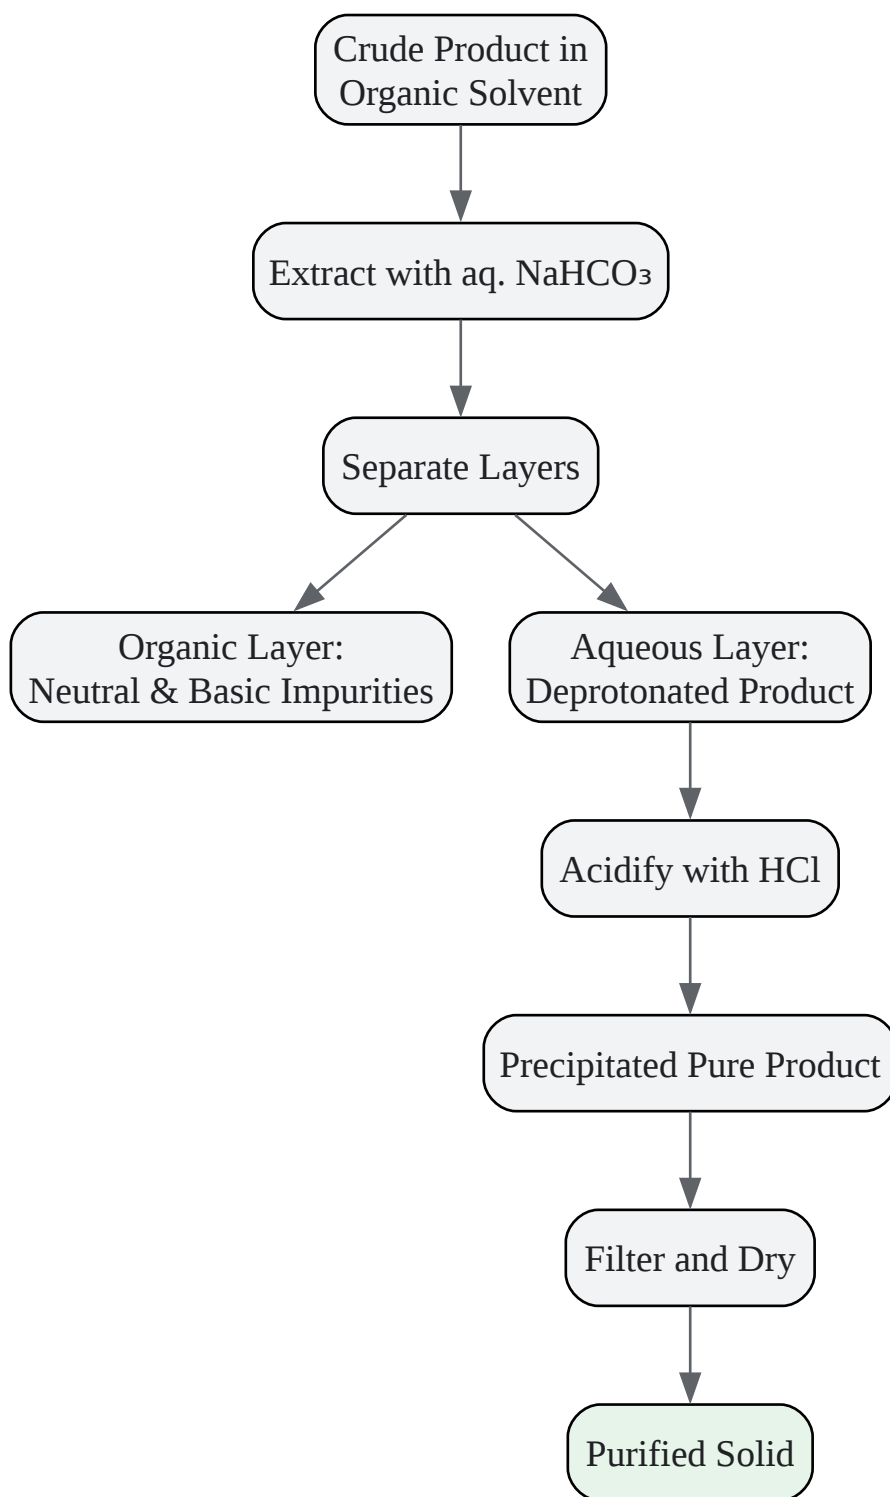 Crude Product in
Organic Solvent
Extract with aq. NaHCO₃
Separate Layers
Organic Layer:
Neutral & Basic Impurities
Aqueous Layer:
Deprotonated Product
Acidify with HCl
Precipitated Pure Product
Filter and Dry
Purified Solid